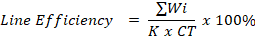 Line Efficiency = ∑Wi / K x CT x 100%